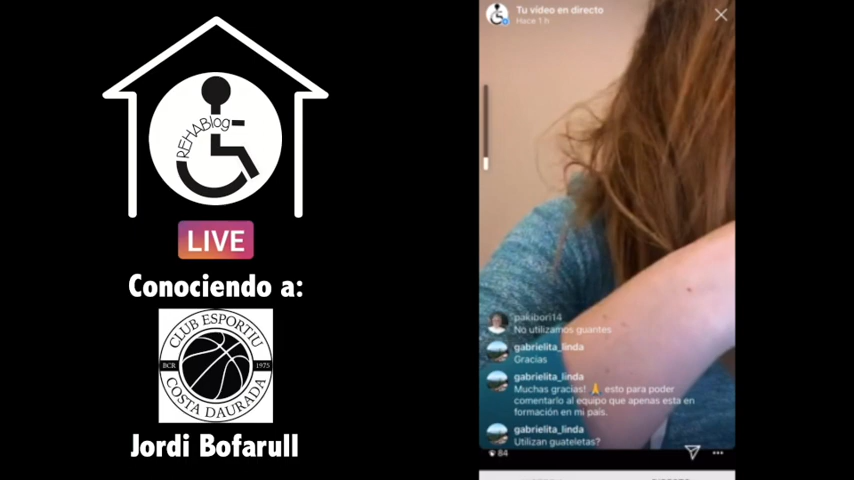 REHABlog
LIVE
Conociendo a:
CLUB ESPORTIU
BCR
1975
COSTA DAURADA
Jordi Bofarull
Tu vídeo en directo
Hace 1 h
pakibori14
No utilizamos guantes
gabrielita_linda
Gracias
gabrielita_linda
Muchas gracias! 🙏 esto para poder
comentarlo al equipo que apenas esta en
formación en mi país.
gabrielita_linda
Utilizan guateletas?
84